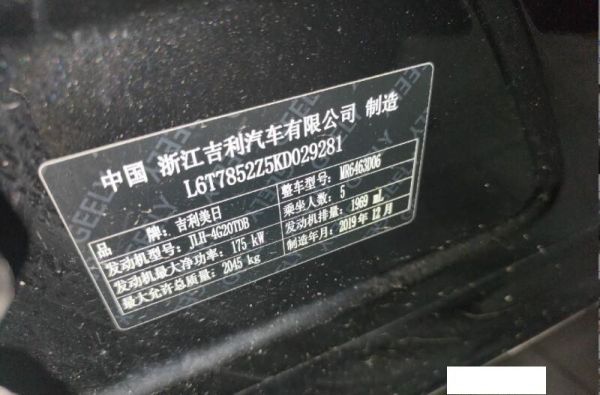 中国 浙江吉利汽车有限公司 制造
L6T7852Z5KD029281
品 牌: 吉利美日 整车型号: MR6463D06
发动机型号: JLH-4G20TDB 乘坐人数: 5
发动机最大净功率: 175 kW 发动机排量: 1969 mL
最大允许总质量: 2045 kg 制造年月: 2019 年 12 月
GEELY GEELY GEELY